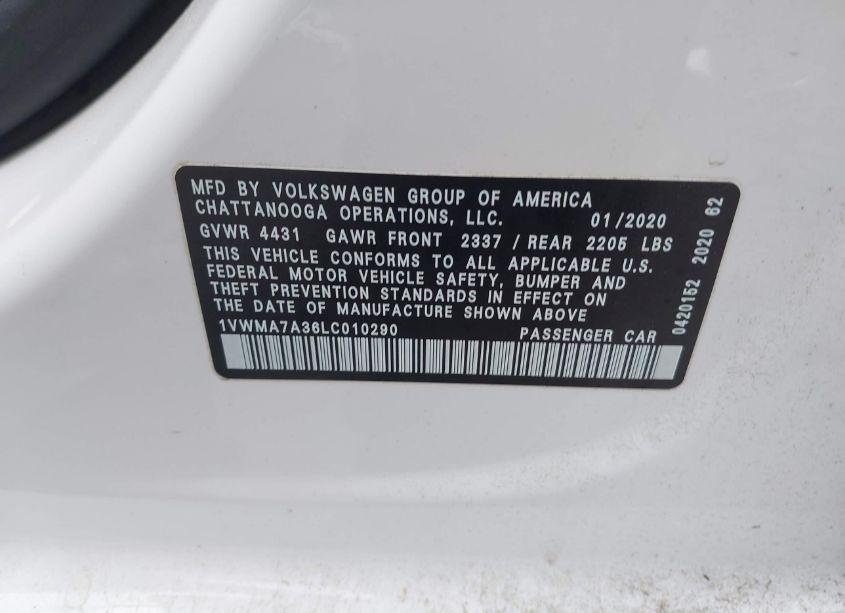 MFD BY VOLKSWAGEN GROUP OF AMERICA
CHATTANOOGA OPERATIONS, LLC. 01/2020
GVWR 4431 GAWR FRONT 2337 / REAR 2205 LBS
THIS VEHICLE CONFORMS TO ALL APPLICABLE U.S.
FEDERAL MOTOR VEHICLE SAFETY, BUMPER AND
THEFT PREVENTION STANDARDS IN EFFECT ON
THE DATE OF MANUFACTURE SHOWN ABOVE
1VWMA7A36LC010290 PASSENGER CAR
0420152 2020 62